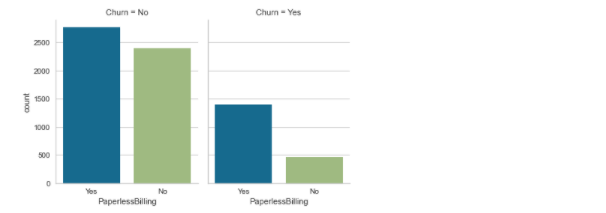 Churn = No
Churn = Yes
2500
2000
1500
1000
500
0
count
Yes
No
Yes
No
PaperlessBilling
PaperlessBilling